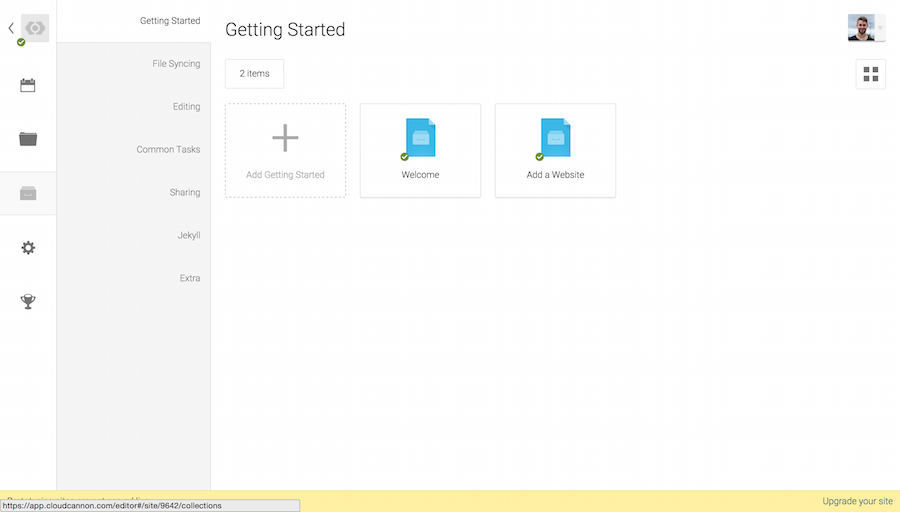 Getting Started
File Syncing
Editing
Common Tasks
Sharing
Jekyll
Extra
Getting Started
2 items
Add Getting Started
Welcome
Add a Website
Upgrade your site
https://app.cloudcannon.com/editor#/site/9642/collections